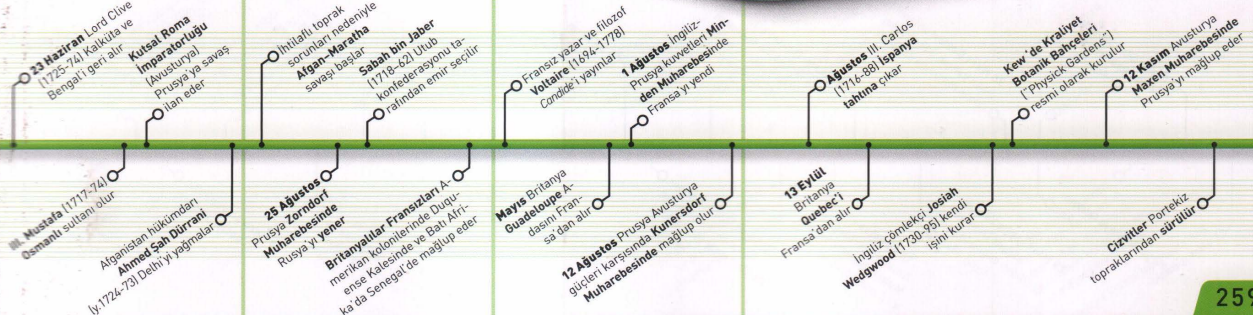 23 Haziran Lord Clive
(1725-74) Kalküta ve
Bengal'i geri alır
Kutsal Roma
İmparatorluğu
(Avusturya)
Prusya'ya savaş
ilan eder
İhtilaflı toprak
sorunları nedeniyle
Afgan-Maratha
savaşı başlar
Sabah bin Jaber
(1718-62) Utub
konfederasyonu ta-
rafından emir seçilir
Fransız yazar ve filozof
Voltaire (1694-1778)
Candide'i yayınlar
1 Ağustos İngiliz-
Prusya kuvvetleri Min-
den Muharebesinde
Fransa'yı yendi
Ağustos III. Carlos
(1716-88) İspanya
tahtına çıkar
Kew'de Kraliyet
Botanik Bahçeleri
("Physick Gardens")
resmi olarak kurulur
12 Kasım Avusturya
Maxen Muharebesinde
Prusya'yı mağlup eder
III. Mustafa (1717-74)
Osmanlı sultanı olur
Afganistan hükümdarı
Ahmed Şah Dürrani
(y.1724-73) Delhi'yi yağmalar
25 Ağustos
Prusya Zorndorf
Muharebesinde
Rusya'yı yener
Britanyalılar Fransızları A-
merikan kolonilerinde Duqu-
ense Kalesinde ve Batı Afri-
ka'da Senegal'de mağlup eder
Mayıs Britanya
Guadeloupe A-
dasını Fran-
sa'dan alır
12 Ağustos Prusya Avusturya
güçleri karşısında Kunersdorf
Muharebesinde mağlup olur
13 Eylül
Britanya
Quebec'i
Fransa'dan alır
İngiliz çömlekçi Josiah
Wedgwood (1730-95) kendi
işini kurar
Cizvitler Portekiz
topraklarından sürülür
259